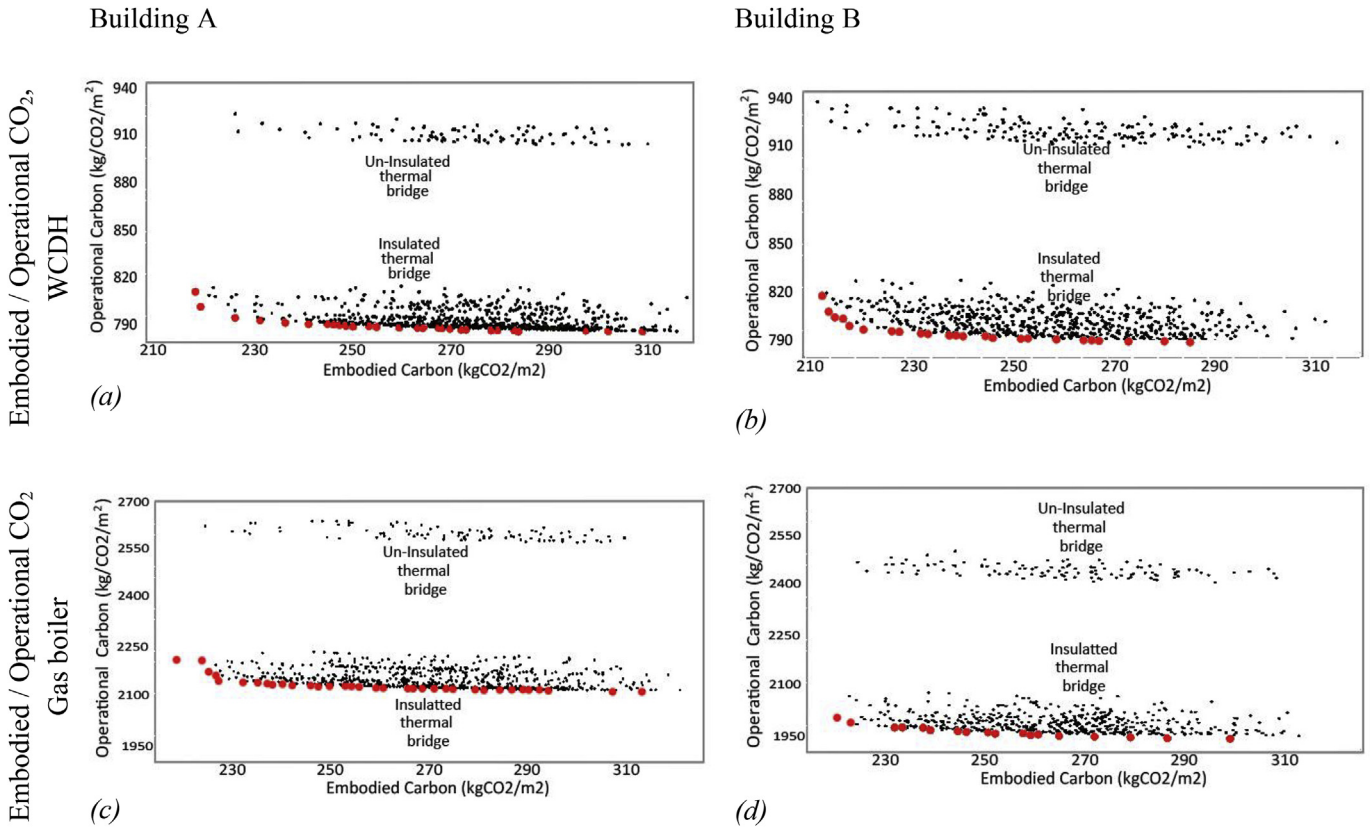 Building A
Building B
Embodied / Operational CO₂,
WCDH
Operational Carbon (kg/CO2/m²)
940
910
880
850
820
790
Un-Insulated
thermal
bridge
Insulated
thermal
bridge
210
230
250
270
290
310
Embodied Carbon (kgCO2/m2)
(a)
Operational Carbon (kg/CO2/m²)
940
910
880
850
820
790
Un-Insulated
thermal
bridge
Insulated
thermal
bridge
210
230
250
270
290
310
Embodied Carbon (kgCO2/m2)
(b)
Embodied / Operational CO₂
Gas boiler
Operational Carbon (kg/CO2/m²)
2700
2550
2400
2250
2100
1950
Un-Insulated
thermal
bridge
Insulatted
thermal
bridge
230
250
270
290
310
Embodied Carbon (kgCO2/m2)
(c)
Operational Carbon (kg/CO2/m²)
2700
2550
2400
2250
2100
1950
Un-Insulated
thermal
bridge
Insulatted
thermal
bridge
230
250
270
290
310
Embodied Carbon (kgCO2/m2)
(d)